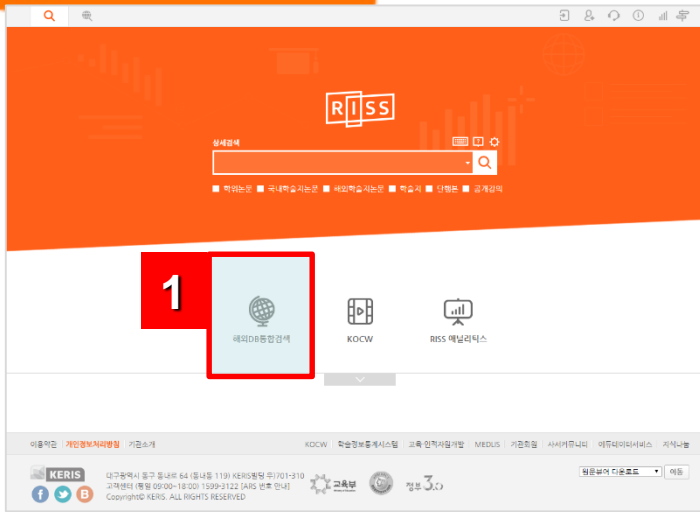 RISS
상세검색
학위논문 국내학술지논문 해외학술지논문 학술지 단행본 공개강의
1
해외DB통합검색 KOCW RISS 애널리틱스
이용약관 개인정보처리방침 기관소개 KOCW 학술정보통계시스템 교육·인적자원개발 MEDUS 기관회원 사서커뮤니티 에듀데이터서비스 지식나눔
KERIS 대구광역시 동구 동내로 64 (동내동 119) KERIS빌딩 우)701-310 원문뷰어 다운로드 이동
고객센터 (평일 09:00~18:00) 1599-3122 [ARS 번호 안내] 교육부 정부 3.0
Copyright© KERIS. ALL RIGHTS RESERVED